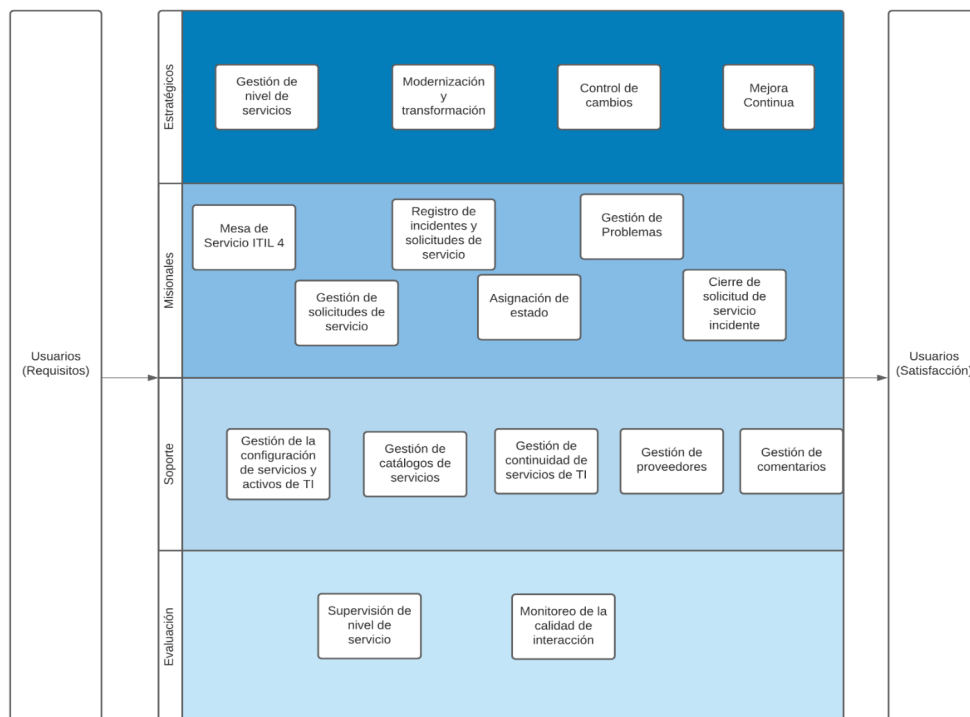 Usuarios
(Requisitos)
Estratégicos
Gestión de
nivel de
servicios
Modernización
y
transformación
Control de
cambios
Mejora
Continua
Misionales
Mesa de
Servicio ITIL 4
Registro de
incidentes y
solicitudes de
servicio
Gestión de
Problemas
Gestión de
solicitudes de
servicio
Asignación de
estado
Cierre de
solicitud de
servicio
incidente
Soporte
Gestión de la
configuración
de servicios y
activos de TI
Gestión de
catálogos de
servicios
Gestión de
continuidad de
servicios de TI
Gestión de
proveedores
Gestión de
comentarios
Evaluación
Supervisión de
nivel de
servicio
Monitoreo de la
calidad de
interacción
Usuarios
(Satisfacción)